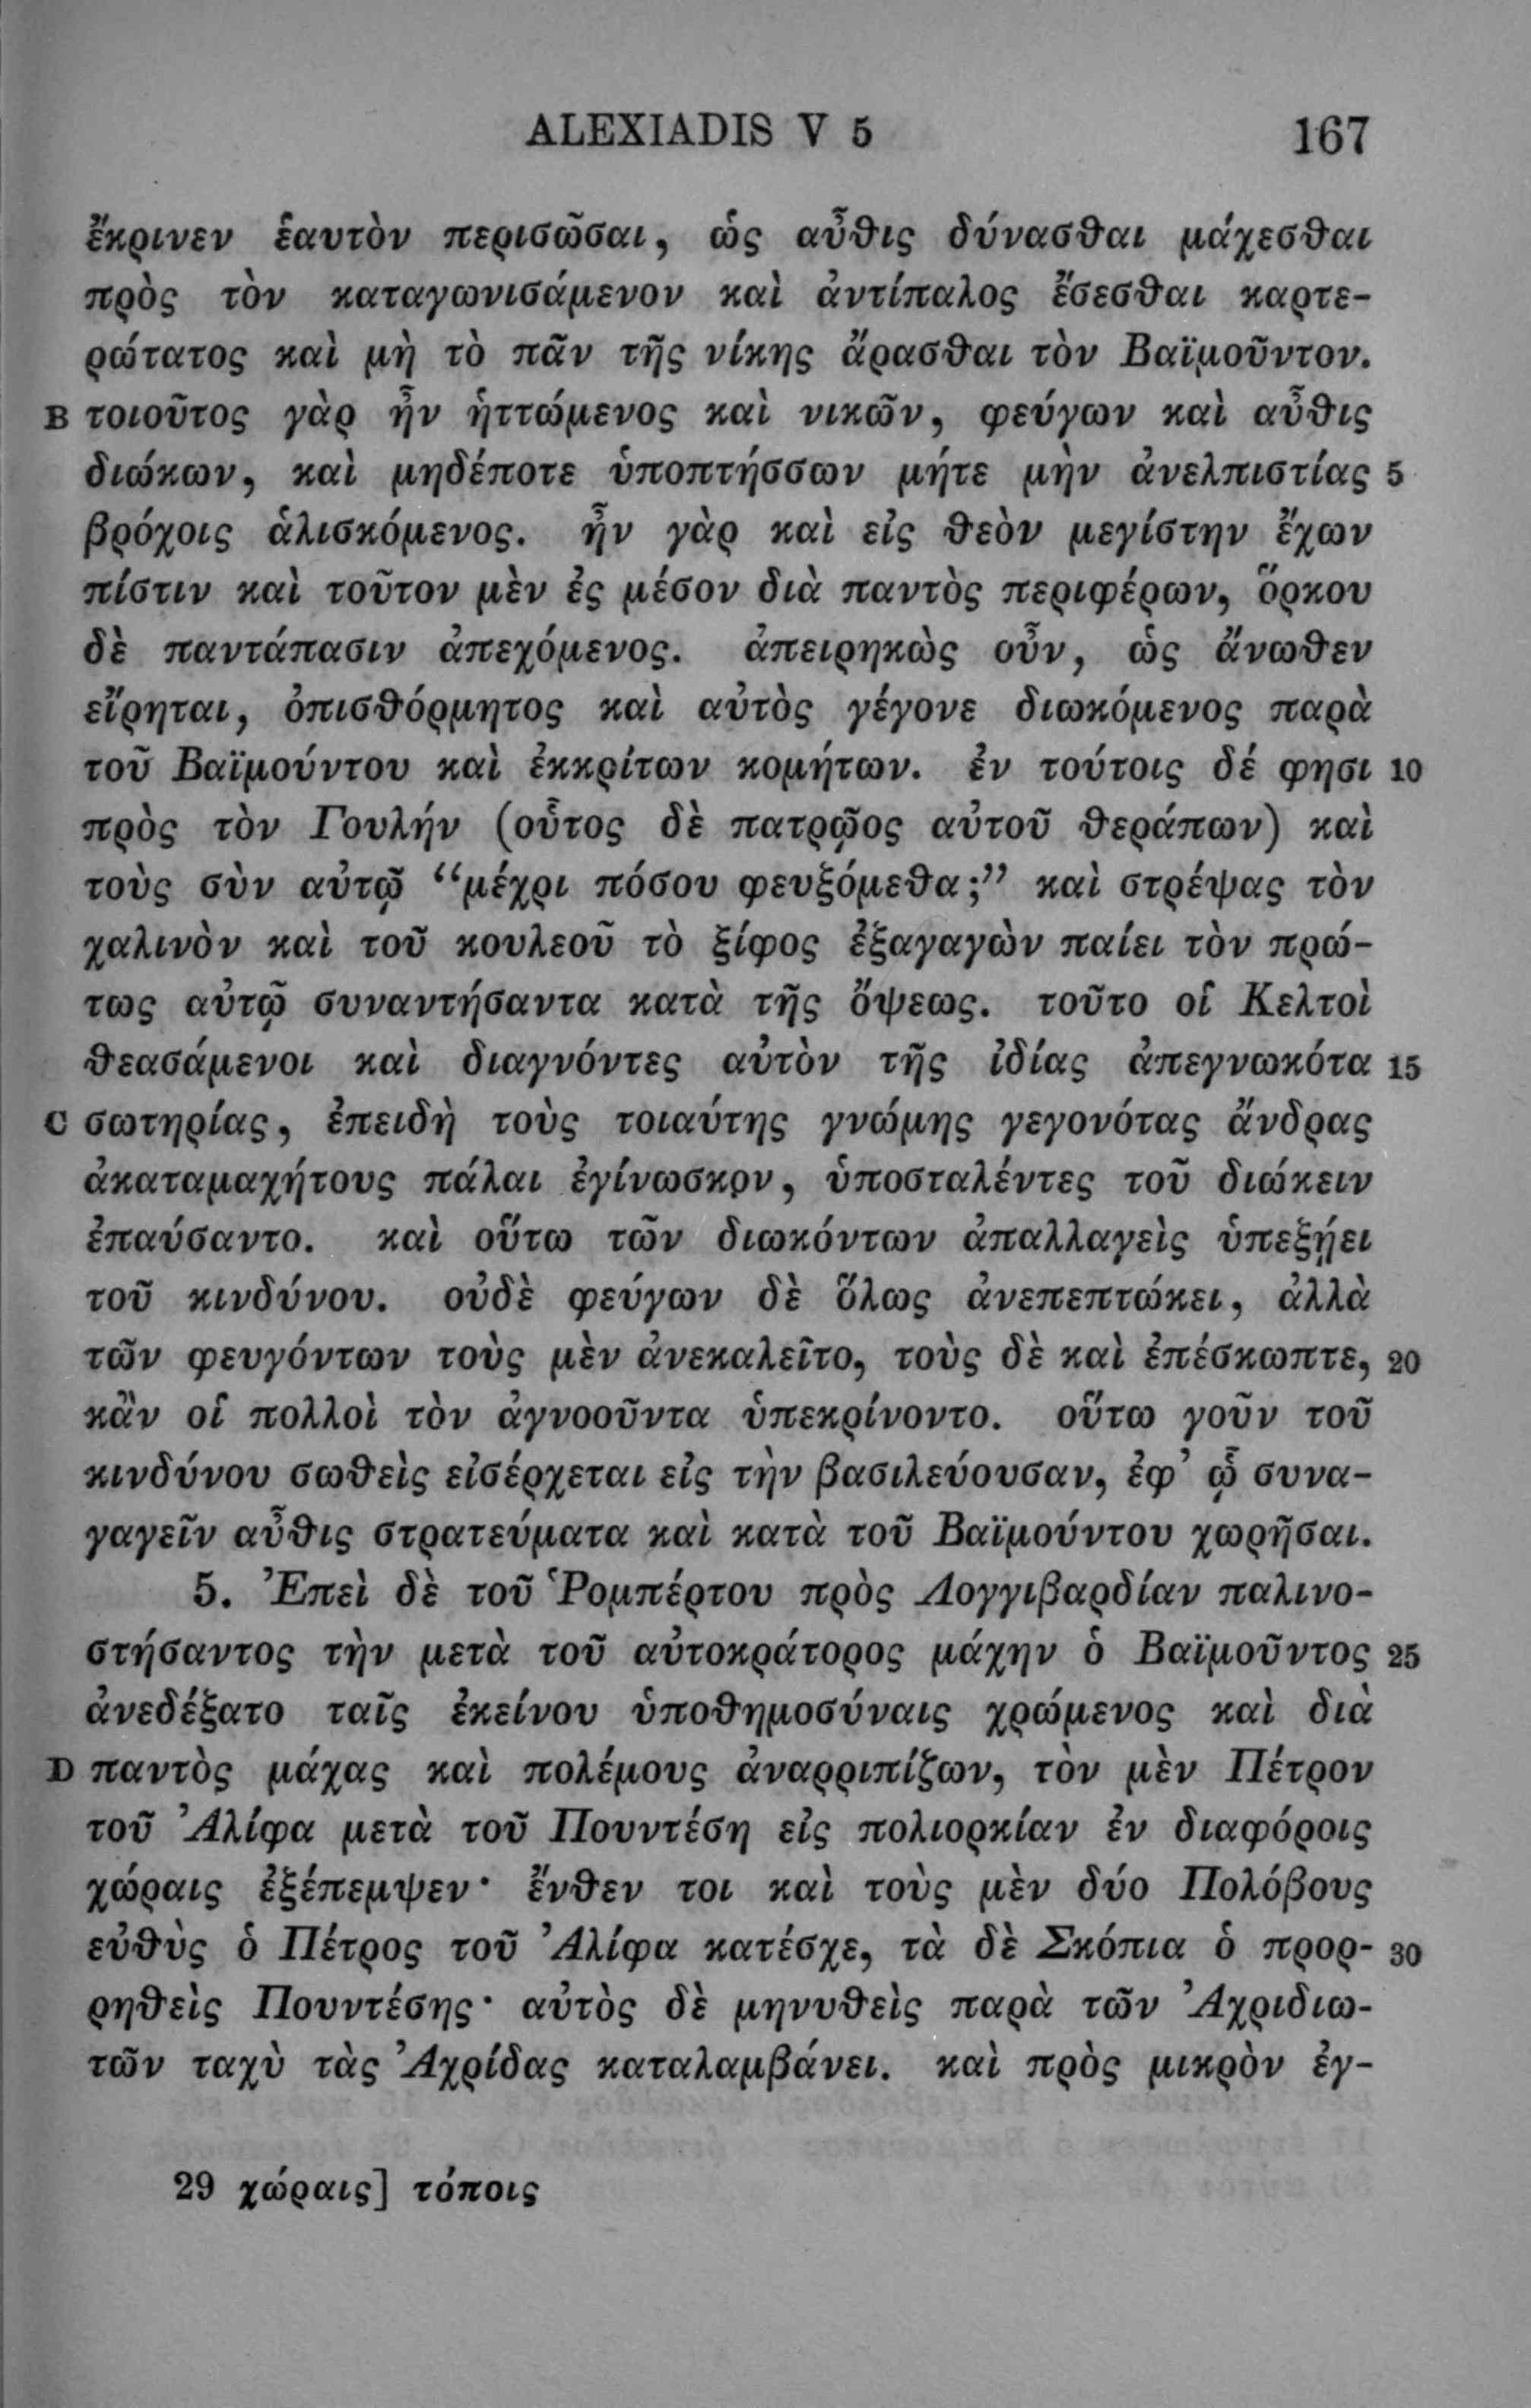 ALEXIADIS V 5 167
ἔκρινεν ἑαυτὸν περισῶσαι, ὡς αὖθις δύνασθαι μάχεσθαι
πρὸς τὸν καταγωνισάμενον καὶ ἀντίπαλος ἔσεσθαι καρτε-
ρώτατος καὶ μὴ τὸ πᾶν τῆς νίκης ἄρασθαι τὸν Βαϊμοῦντον.
B τοιοῦτος γὰρ ἦν ἡττώμενος καὶ νικῶν, φεύγων καὶ αὖθις
διώκων, καὶ μηδέποτε ὑποπτήσσων μήτε μὴν ἀνελπιστίας 5
βρόχοις ἁλισκόμενος. ἦν γὰρ καὶ εἰς θεὸν μεγίστην ἔχων
πίστιν καὶ τοῦτον μὲν ἐς μέσον διὰ παντὸς περιφέρων, ὅρκου
δὲ παντάπασιν ἀπεχόμενος. ἀπειρηκὼς οὖν, ὡς ἄνωθεν
εἴρηται, ὀπισθόρμητος καὶ αὐτὸς γέγονε διωκόμενος παρὰ
τοῦ Βαϊμούντου καὶ ἐκκρίτων κομήτων. ἐν τούτοις δέ φησι 10
πρὸς τὸν Γουλήν (οὗτος δὲ πατρῷος αὐτοῦ θεράπων) καὶ
τοὺς σὺν αὐτῷ “μέχρι πόσου φευξόμεθα;” καὶ στρέψας τὸν
χαλινὸν καὶ τοῦ κουλεοῦ τὸ ξίφος ἐξαγαγὼν παίει τὸν πρώ-
τως αὐτῷ συναντήσαντα κατὰ τῆς ὄψεως. τοῦτο οἱ Κελτοὶ
θεασάμενοι καὶ διαγνόντες αὐτὸν τῆς ἰδίας ἀπεγνωκότα 15
C σωτηρίας, ἐπειδὴ τοὺς τοιαύτης γνώμης γεγονότας ἄνδρας
ἀκαταμαχήτους πάλαι ἐγίνωσκον, ὑποσταλέντες τοῦ διώκειν
ἐπαύσαντο. καὶ οὕτω τῶν διωκόντων ἀπαλλαγεὶς ὑπεξῄει
τοῦ κινδύνου. οὐδὲ φεύγων δὲ ὅλως ἀνεπεπτώκει, ἀλλὰ
τῶν φευγόντων τοὺς μὲν ἀνεκαλεῖτο, τοὺς δὲ καὶ ἐπέσκωπτε, 20
κἂν οἱ πολλοὶ τὸν ἀγνοοῦντα ὑπεκρίνοντο. οὕτω γοῦν τοῦ
κινδύνου σωθεὶς εἰσέρχεται εἰς τὴν βασιλεύουσαν, ἐφ’ ᾧ συνα-
γαγεῖν αὖθις στρατεύματα καὶ κατὰ τοῦ Βαϊμούντου χωρῆσαι.
5. Ἐπεὶ δὲ τοῦ Ῥομπέρτου πρὸς Λογγιβαρδίαν παλινο-
στήσαντος τὴν μετὰ τοῦ αὐτοκράτορος μάχην ὁ Βαϊμοῦντος 25
ἀνεδέξατο ταῖς ἐκείνου ὑποθημοσύναις χρώμενος καὶ διὰ
D παντὸς μάχας καὶ πολέμους ἀναρριπίζων, τὸν μὲν Πέτρον
τοῦ Ἀλίφα μετὰ τοῦ Πουντέση εἰς πολιορκίαν ἐν διαφόροις
χώραις ἐξέπεμψεν· ἔνθεν τοι καὶ τοὺς μὲν δύο Πολόβους
εὐθὺς ὁ Πέτρος τοῦ Ἀλίφα κατέσχε, τὰ δὲ Σκόπια ὁ προρ- 30
ρηθεὶς Πουντέσης· αὐτὸς δὲ μηνυθεὶς παρὰ τῶν Ἀχριδιω-
τῶν ταχὺ τὰς Ἀχρίδας καταλαμβάνει. καὶ πρὸς μικρὸν ἐγ-
29 χώραις] τόποις